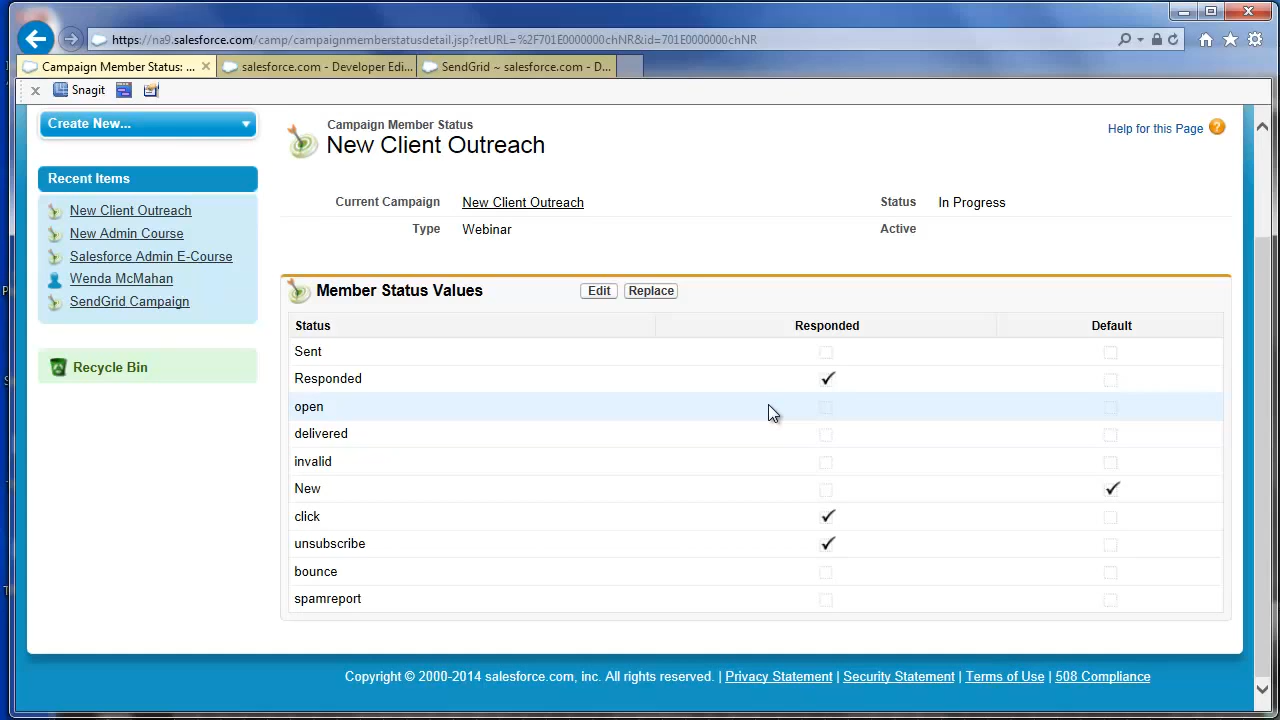 https://na9.salesforce.com/camp/campaignmemberstatusdetail.jsp?retURL=%2F701E0000000chNR&id=701E0000000chNR
Campaign Member Status: ... × salesforce.com - Developer Edi... SendGrid ~ salesforce.com - D...
x Snagit
Create New...
Campaign Member Status
New Client Outreach
Help for this Page ?
Recent Items
New Client Outreach
New Admin Course
Salesforce Admin E-Course
Wenda McMahan
SendGrid Campaign
Recycle Bin
Current Campaign New Client Outreach Status In Progress
Type Webinar Active
Member Status Values Edit Replace
Status Responded Default
Sent
Responded
open
delivered
invalid
New
click
unsubscribe
bounce
spamreport
Copyright © 2000-2014 salesforce.com, inc. All rights reserved. | Privacy Statement | Security Statement | Terms of Use | 508 Compliance